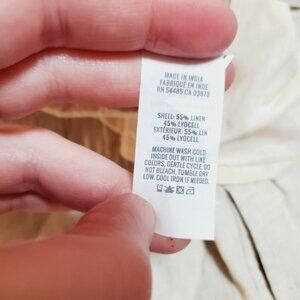 MADE IN INDIA
FABRIQUÉ EN INDE
RN 54485 CA 03973
SHELL: 55% LINEN
45% LYOCELL
EXTÉRIEUR: 55% LIN
45% LYOCELL
MACHINE WASH COLD
INSIDE OUT WITH LIKE
COLORS, GENTLE CYCLE, DO
NOT BLEACH, TUMBLE DRY
LOW, COOL IRON IF NEEDED.